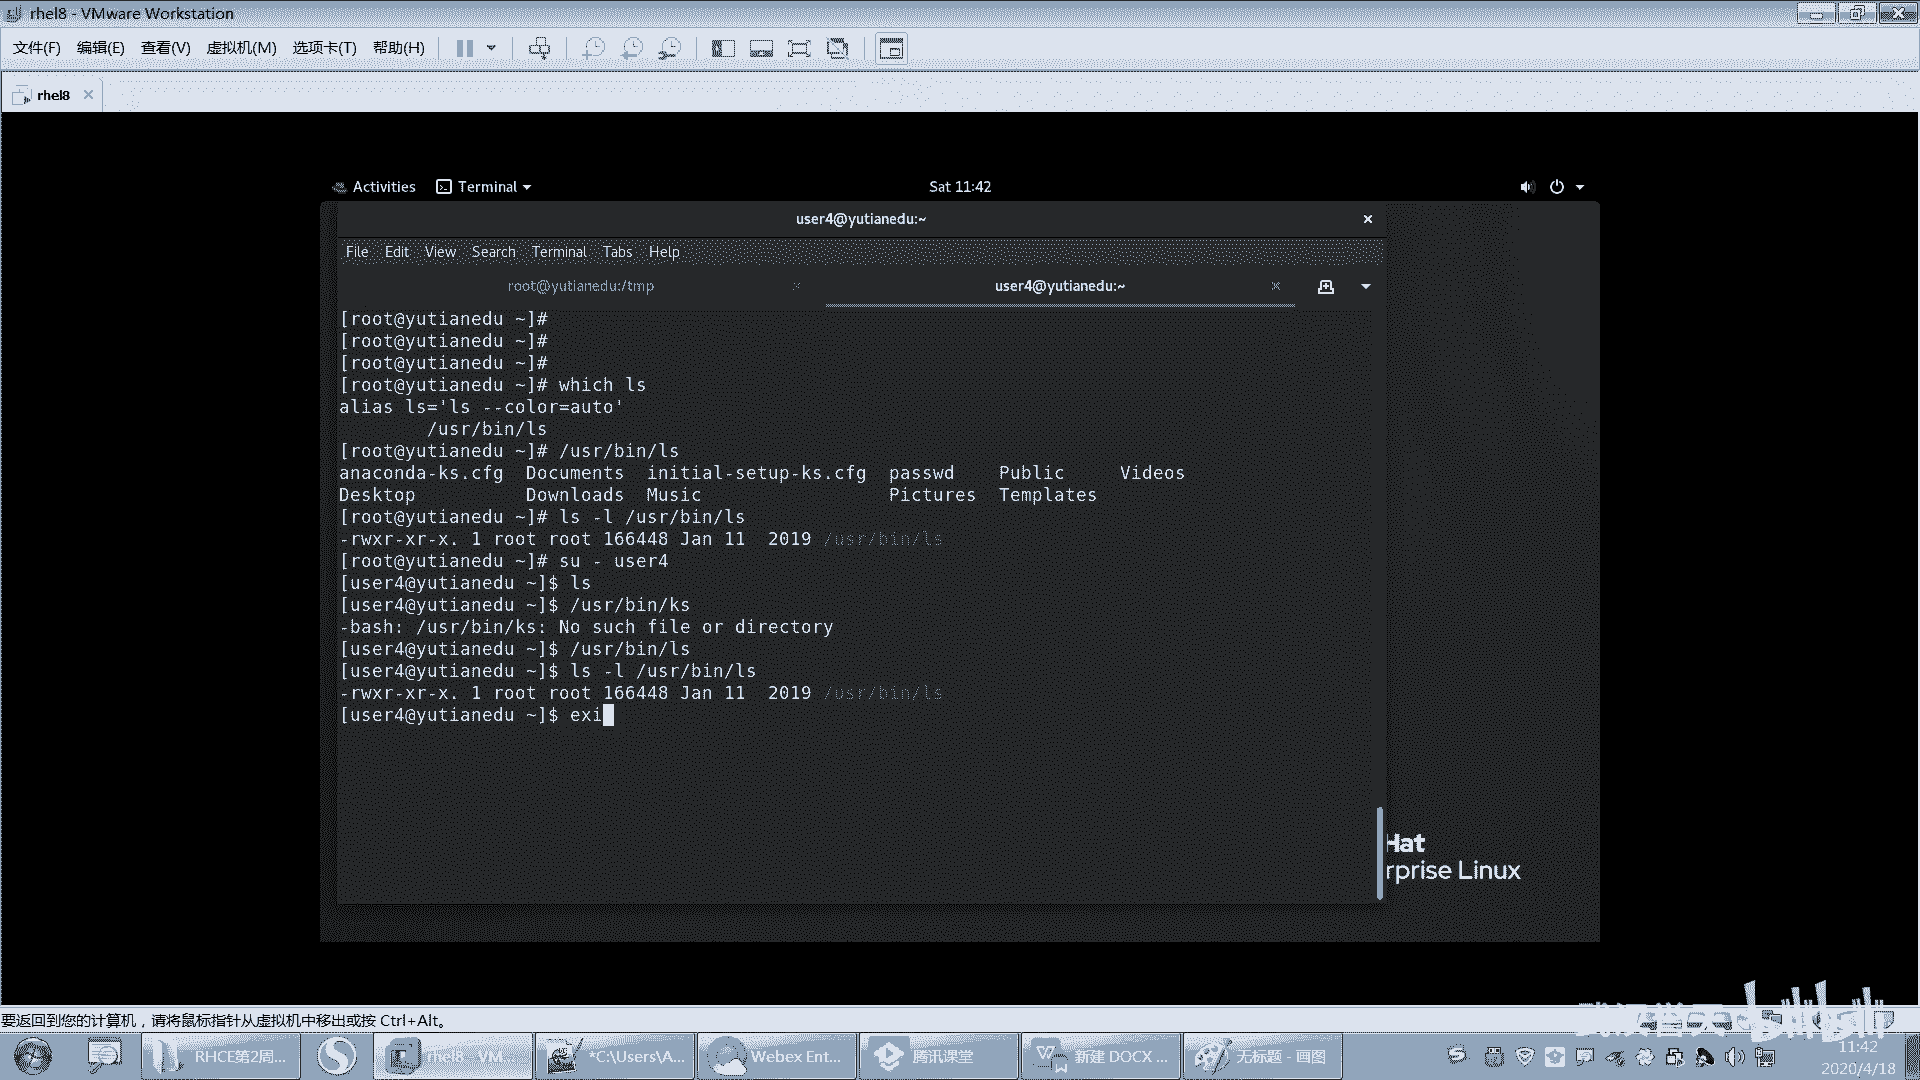 rhel8 - VMware Workstation
文件(F) 编辑(E) 查看(V) 虚拟机(M) 选项卡(T) 帮助(H)
rhel8
Activities Terminal Sat 11:42
user4@yutianedu:~
File Edit View Search Terminal Tabs Help
root@yutianedu:/tmp user4@yutianedu:~
[root@yutianedu ~]#
[root@yutianedu ~]#
[root@yutianedu ~]#
[root@yutianedu ~]# which ls
alias ls='ls --color=auto'
/usr/bin/ls
[root@yutianedu ~]# /usr/bin/ls
anaconda-ks.cfg Documents initial-setup-ks.cfg passwd Public Videos
Desktop Downloads Music Pictures Templates
[root@yutianedu ~]# ls -l /usr/bin/ls
-rwxr-xr-x. 1 root root 166448 Jan 11 2019 /usr/bin/ls
[root@yutianedu ~]# su - user4
[user4@yutianedu ~]$ ls
[user4@yutianedu ~]$ /usr/bin/ks
-bash: /usr/bin/ks: No such file or directory
[user4@yutianedu ~]$ /usr/bin/ls
[user4@yutianedu ~]$ ls -l /usr/bin/ls
-rwxr-xr-x. 1 root root 166448 Jan 11 2019 /usr/bin/ls
[user4@yutianedu ~]$ exi
Hat
rprise Linux
要返回到您的计算机，请将鼠标指针从虚拟机中移出或按 Ctrl+Alt。
bilibili
RHCE第2周... rhel8 - VM... *C:\Users\A... Webex Ent... 腾讯课堂 新建 DOCX ... 无标题 - 画图
11:42
2020/4/18